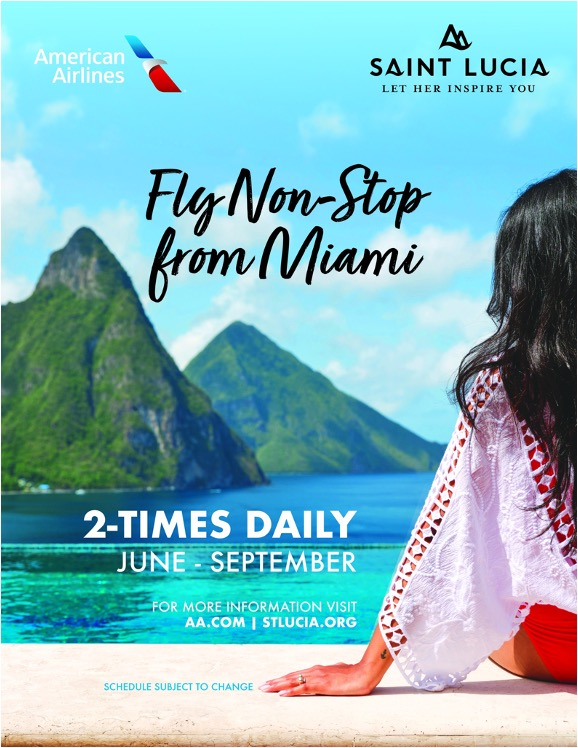 American
Airlines
SAINT LUCIA
LET HER INSPIRE YOU
Fly Non-Stop
from Miami
2-TIMES DAILY
JUNE - SEPTEMBER
FOR MORE INFORMATION VISIT
AA.COM | STLUCIA.ORG
SCHEDULE SUBJECT TO CHANGE